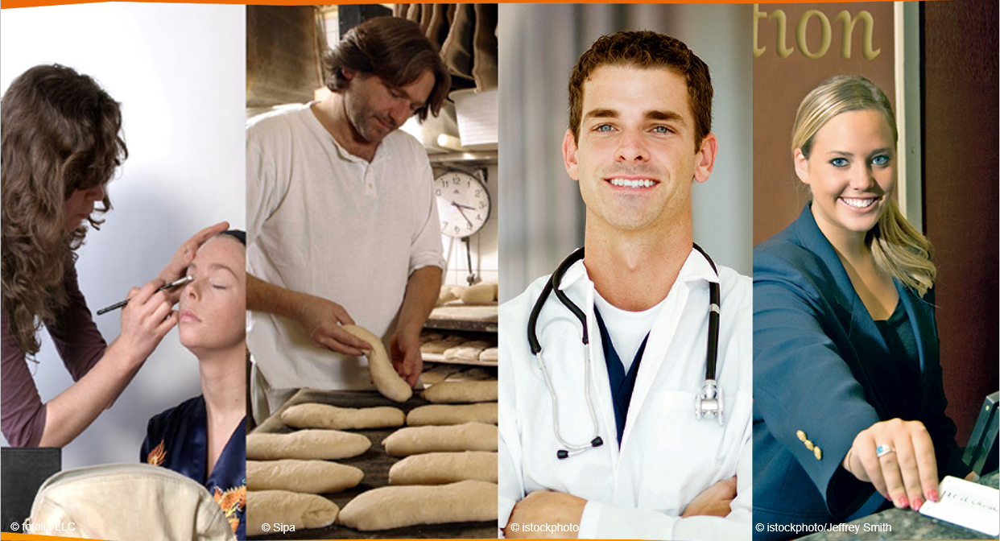 tion
© fotolia LLC
© Sipa
© istockphoto
© istockphoto/Jeffrey Smith